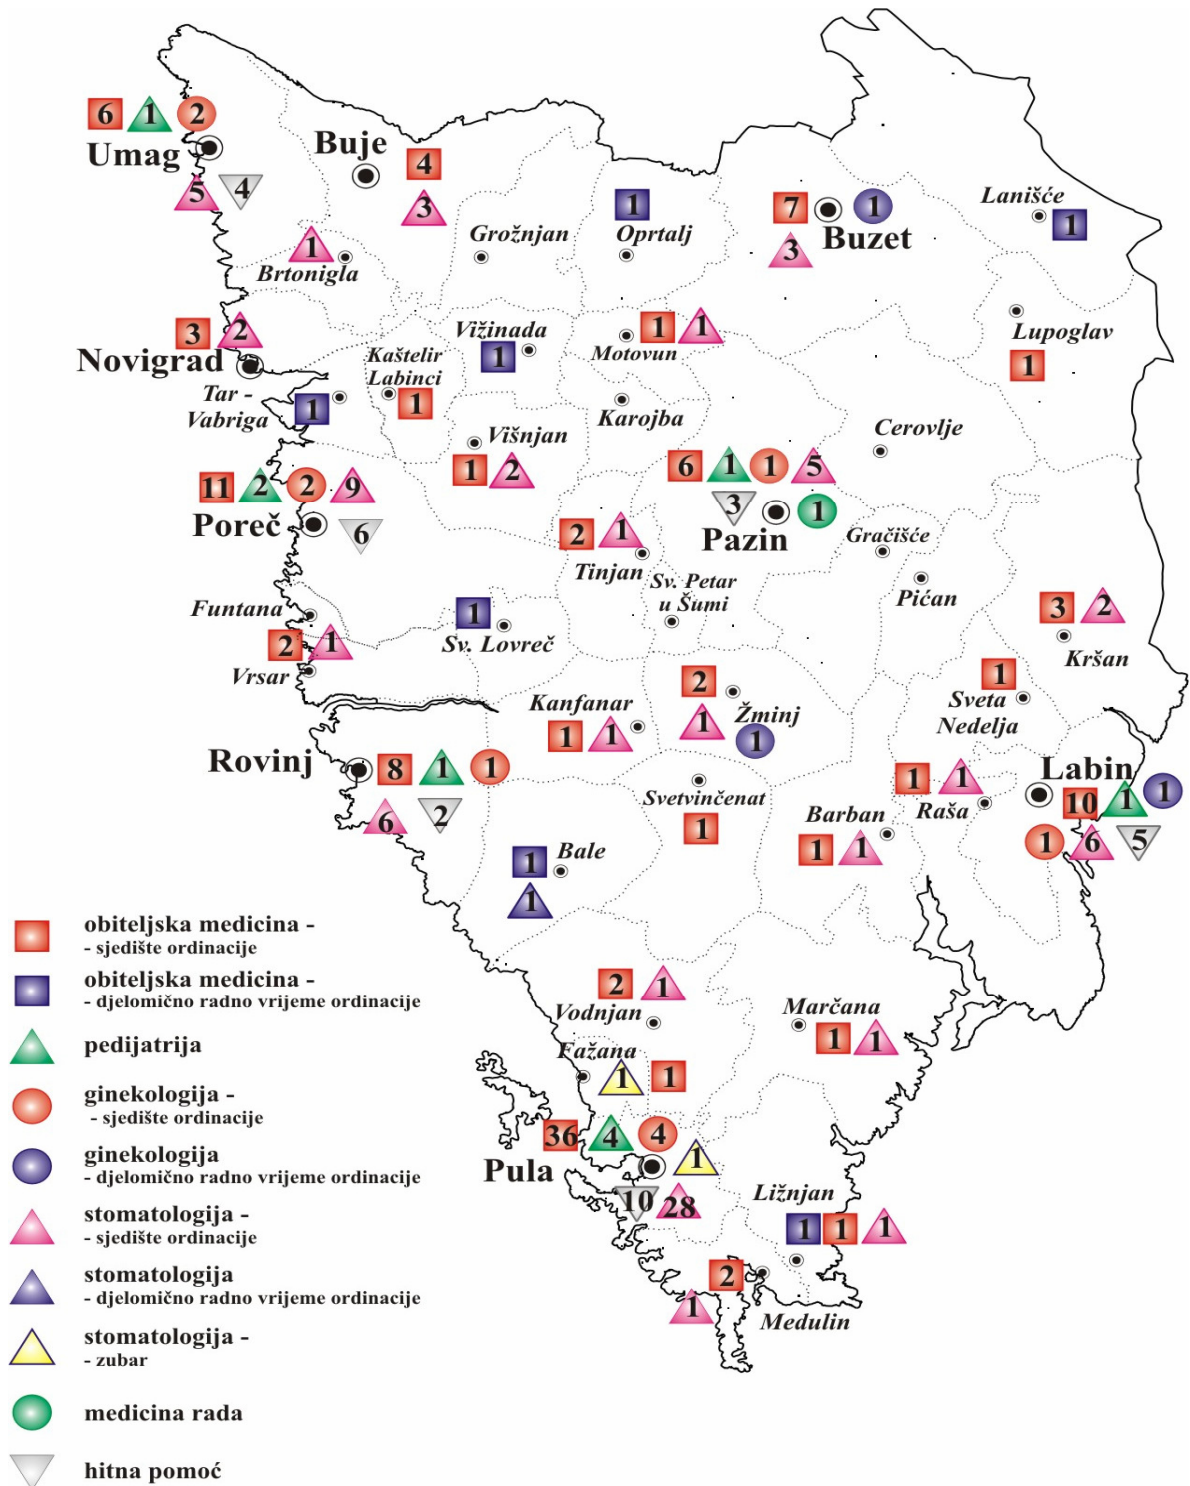 6 1 2
Umag
5 4
Buje
4
3
1
Brtonigla
Grožnjan
1
Oprtalj
7 1
Buzet
3
Lanišće
1
3 2
Novigrad
Vižinada
1
Motovun
1 1
Lupoglav
1
Kaštelir
Labinci
1
Tar -
Vabriga
1
Karojba
Višnjan
1 2
Cerovlje
6 1 1 5
3 1
Pazin
11 2 2 9
Poreč
6
2 1
Tinjan
Gračišće
Sv. Petar
u Šumi
Pićan
Funtana
1
Sv. Lovreč
3 2
Kršan
2 1
Vrsar
2
1 Žminj
1
1
Sveta
Nedelja
Kanfanar
1 1
Rovinj
8 1 1
6 2
Svetvinčenat
1
1 1
Raša
Labin
10 1 1
1 6 5
Barban
1 1
1 Bale
1
2 1
Vodnjan
Marčana
1 1
Fažana
1 1
36 4 4
Pula
1
10 28
Ližnjan
1 1 1
2
1
Medulin
obiteljska medicina -
- sjedište ordinacije
obiteljska medicina -
- djelomično radno vrijeme ordinacije
pedijatrija
ginekologija -
- sjedište ordinacije
ginekologija
- djelomično radno vrijeme ordinacije
stomatologija -
- sjedište ordinacije
stomatologija
- djelomično radno vrijeme ordinacije
stomatologija -
- zubar
medicina rada
hitna pomoć